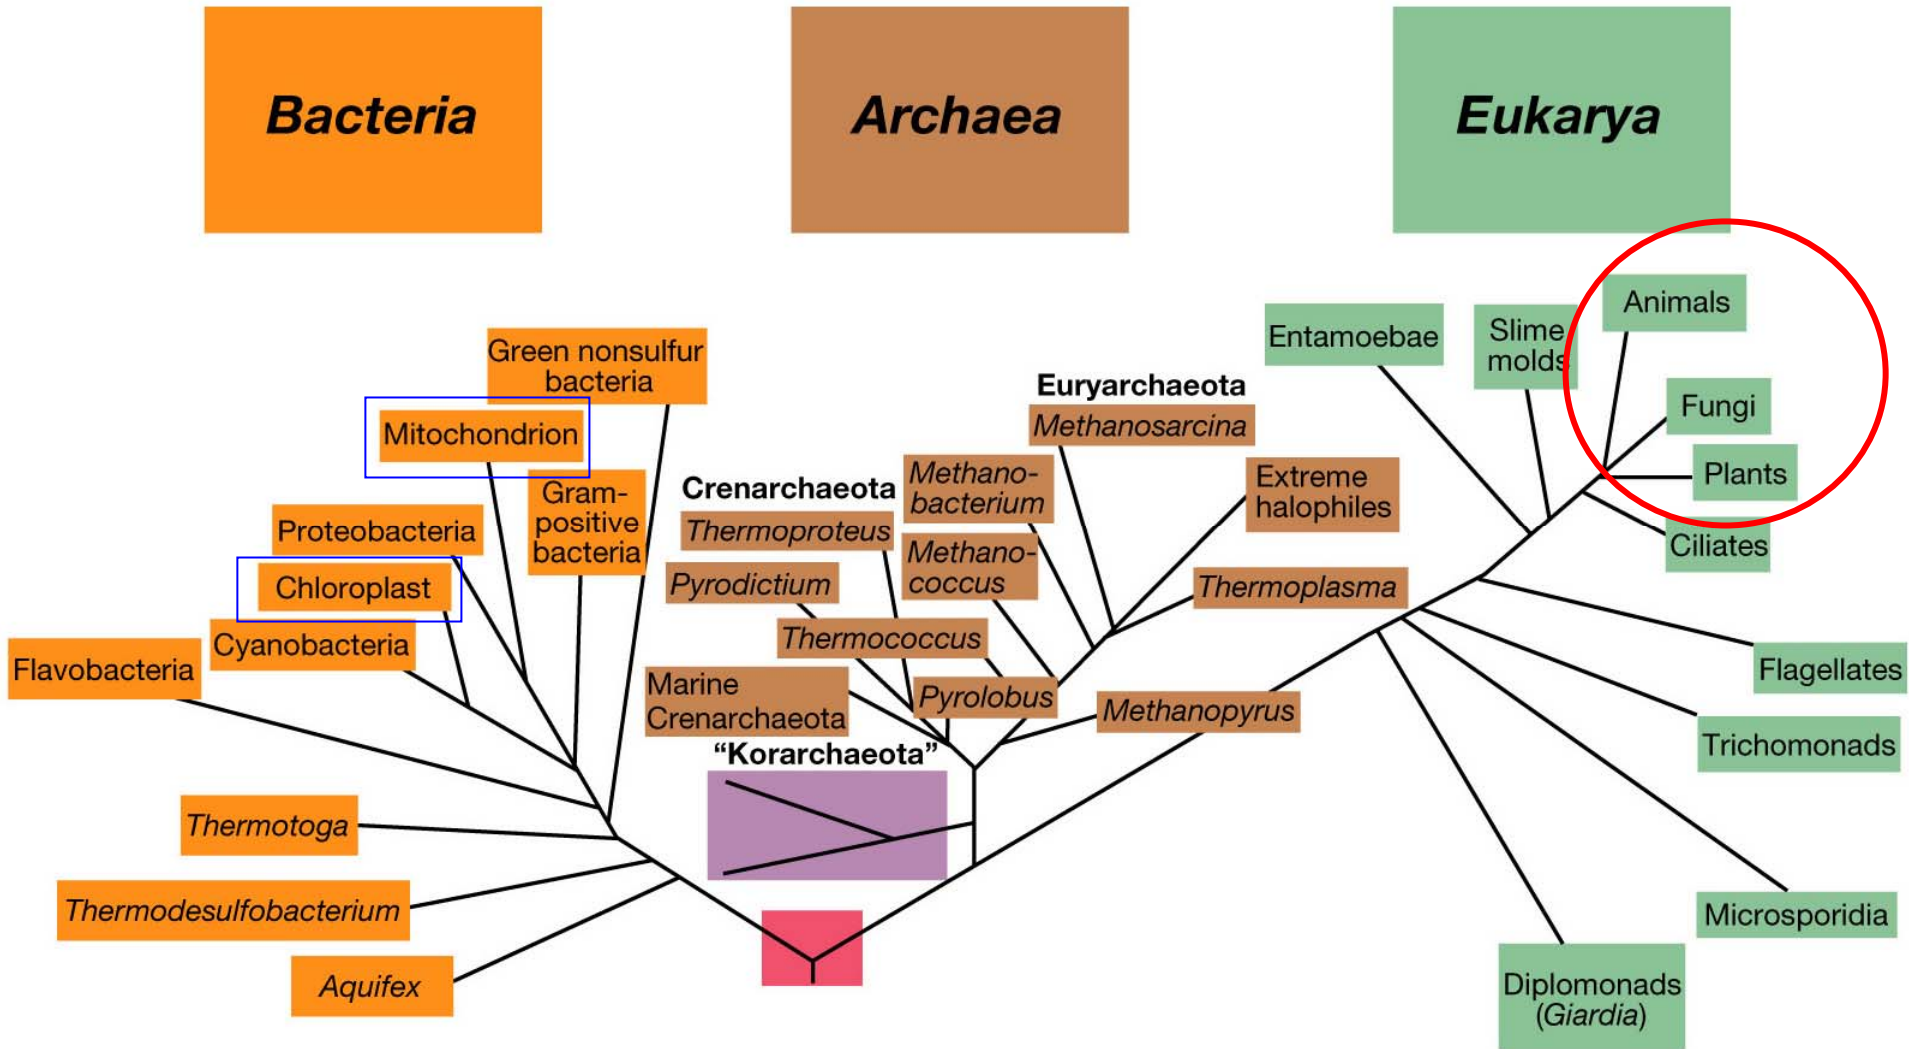 Bacteria
Archaea
Eukarya
Green nonsulfur
bacteria
Mitochondrion
Gram-
positive
bacteria
Proteobacteria
Chloroplast
Cyanobacteria
Flavobacteria
Thermotoga
Thermodesulfobacterium
Aquifex
Crenarchaeota
Thermoproteus
Pyrodictium
Thermococcus
Marine
Crenarchaeota
Pyrolobus
“Korarchaeota”
Euryarchaeota
Methanosarcina
Methano-
bacterium
Methano-
coccus
Extreme
halophiles
Thermoplasma
Methanopyrus
Entamoebae
Slime
molds
Animals
Fungi
Plants
Ciliates
Flagellates
Trichomonads
Microsporidia
Diplomonads
(Giardia)